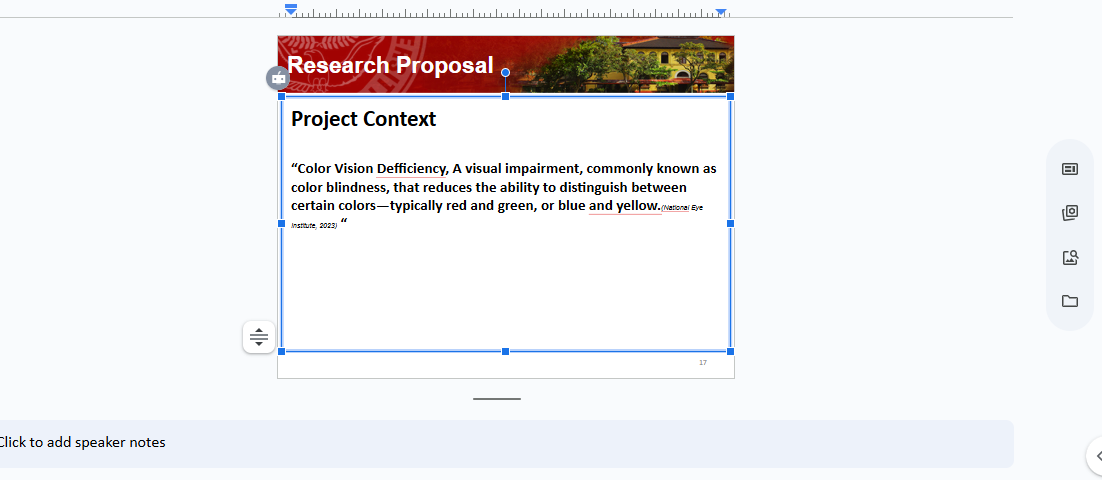 Research Proposal
Project Context
“Color Vision Defficiency, A visual impairment, commonly known as
color blindness, that reduces the ability to distinguish between
certain colors—typically red and green, or blue and yellow.(National Eye
Institute, 2023) “
17
Click to add speaker notes